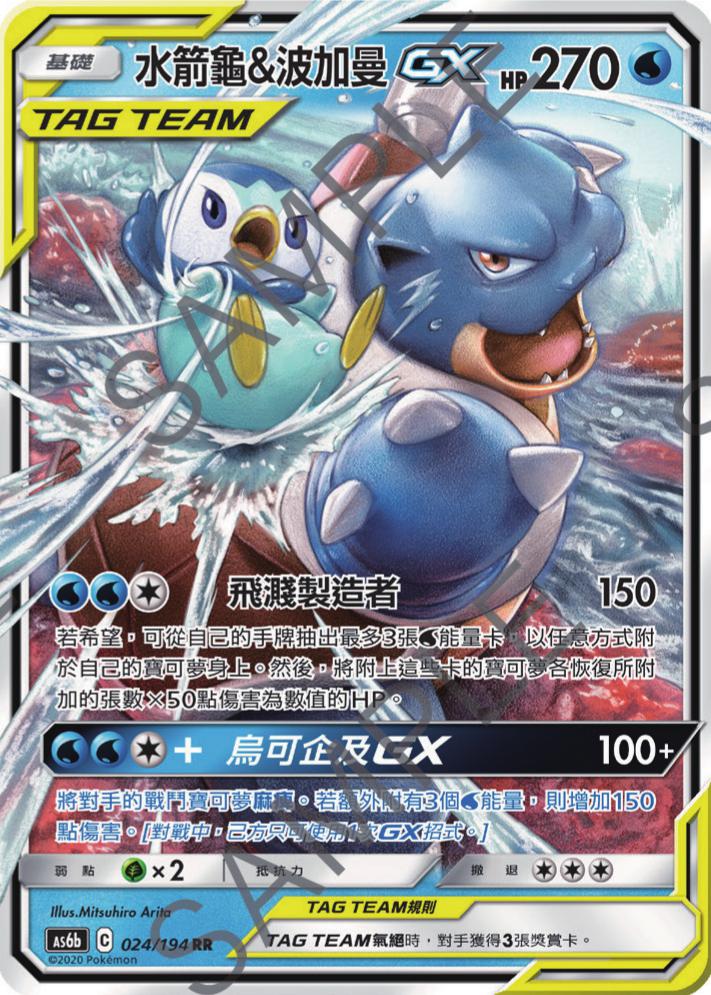 基礎 水箭龜&波加曼GX HP270
TAG TEAM
SAMPLE
飛濺製造者 150
若希望，可從自己的手牌抽出最多3張能量卡，以任意方式附
於自己的寶可夢身上。然後，將附上這些卡的寶可夢各恢復所附
加的張數×50點傷害為數值的HP。
+ 烏可企及GX 100+
將對手的戰鬥寶可夢麻痺。若額外附有3個能量，則增加150
點傷害。[對戰中，己方只可使用1次GX招式。]
SAMPLE
弱點 ×2 抵抗力 撤退
Illus.Mitsuhiro Arita
TAG TEAM規則
AS6b C 024/194 RR
TAG TEAM氣絕時，對手獲得3張獎賞卡。
©2020 Pokémon